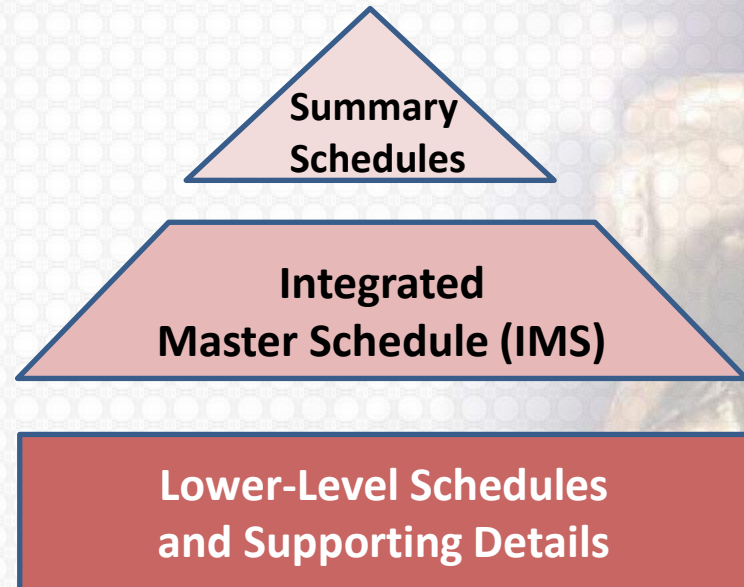 Summary
Schedules
Integrated
Master Schedule (IMS)
Lower-Level Schedules
and Supporting Details